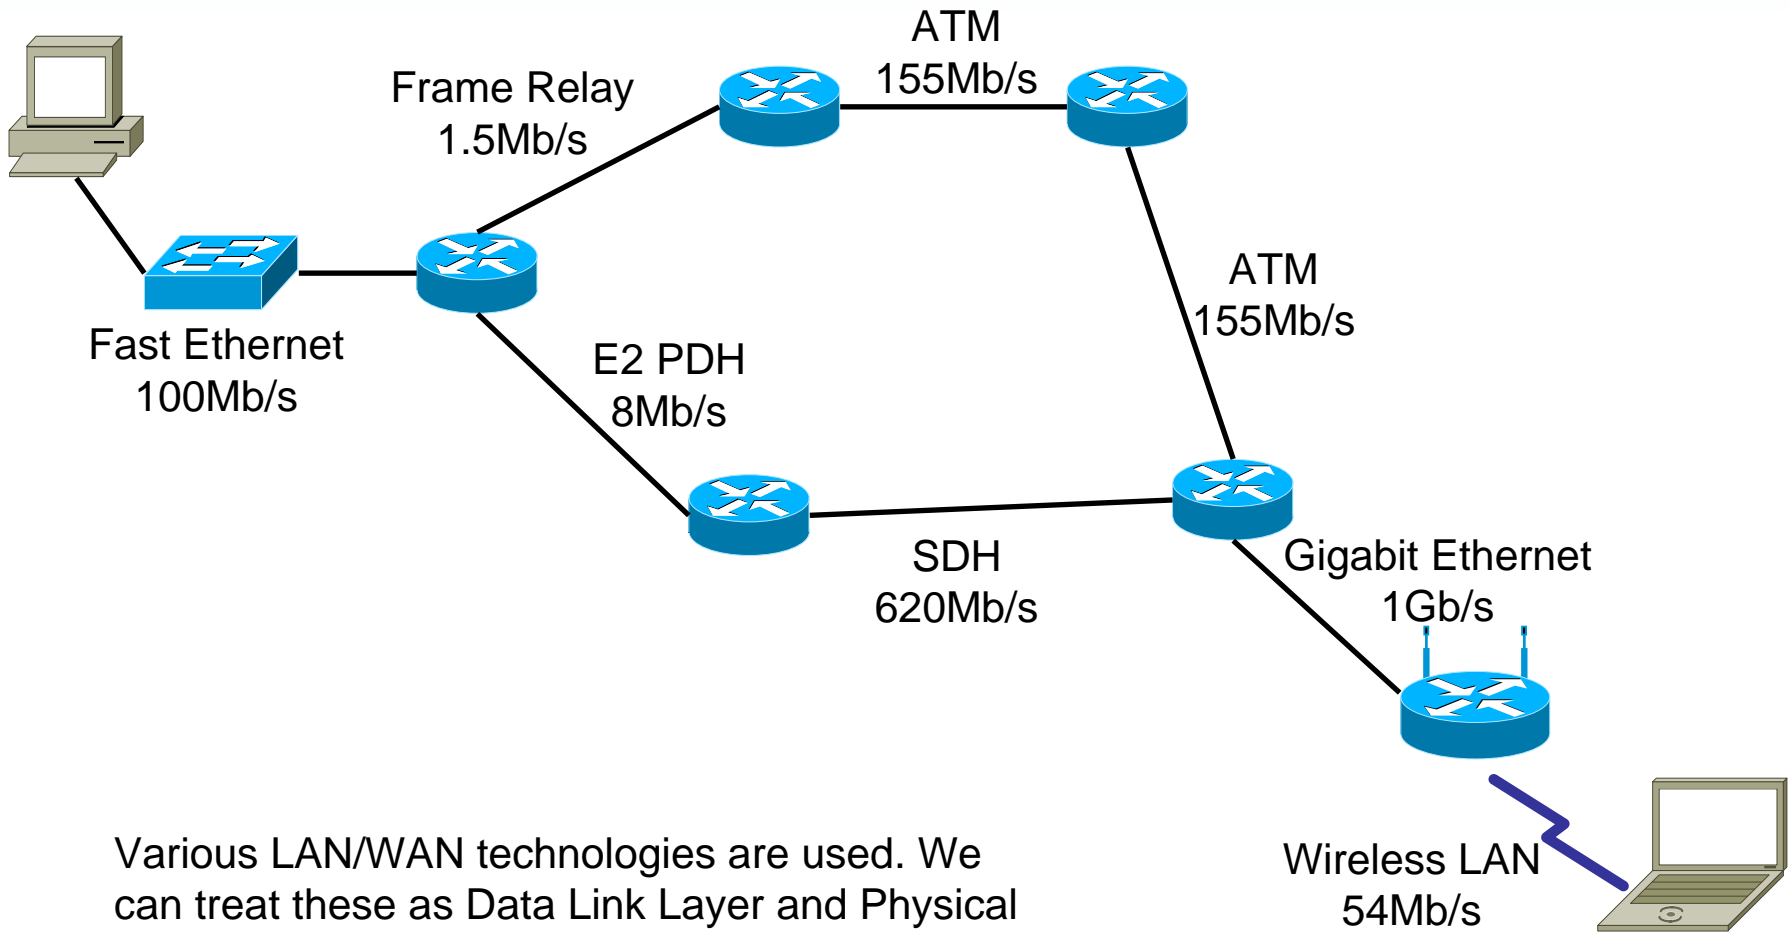 ATM
155Mb/s
Frame Relay
1.5Mb/s
ATM
155Mb/s
Fast Ethernet
100Mb/s
E2 PDH
8Mb/s
SDH
620Mb/s
Gigabit Ethernet
1Gb/s
Various LAN/WAN technologies are used. We
can treat these as Data Link Layer and Physical
Wireless LAN
54Mb/s